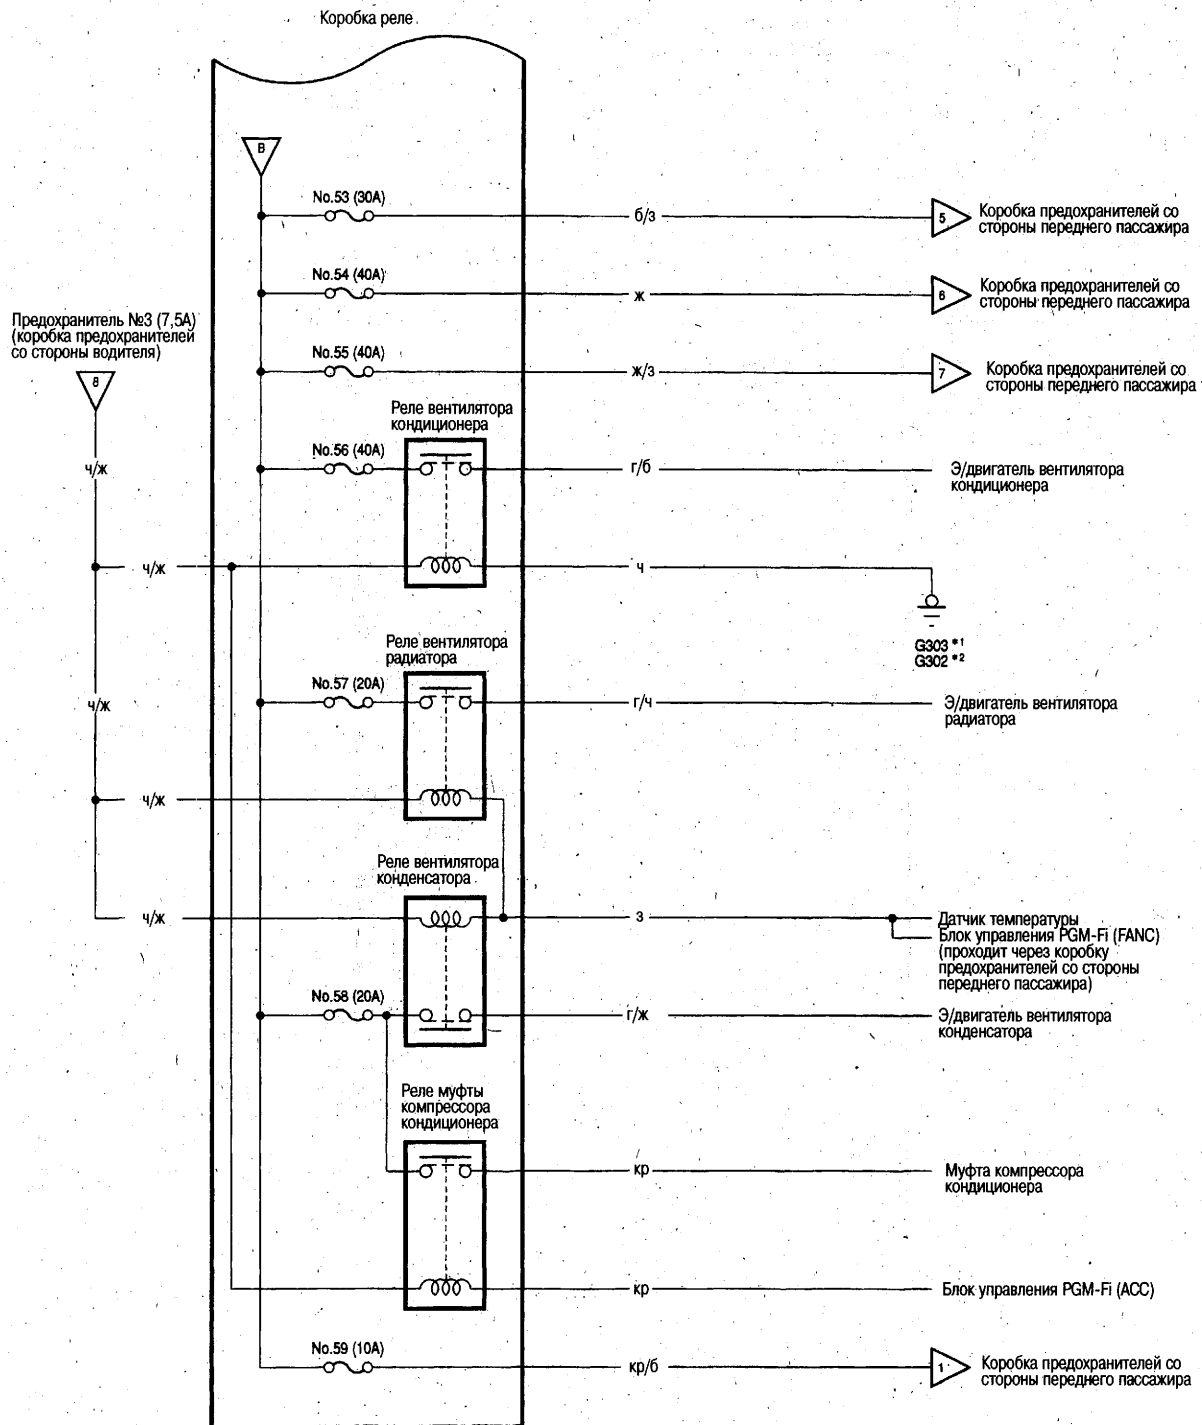 Коробка реле
B
No.53 (30A)
б/з
5
Коробка предохранителей со
стороны переднего пассажира
No.54 (40A)
ж
6
Коробка предохранителей со
стороны переднего пассажира
Предохранитель №3 (7,5А)
(коробка предохранителей
со стороны водителя)
8
No.55 (40A)
ж/з
7
Коробка предохранителей со
стороны переднего пассажира
Реле вентилятора
кондиционера
ч/ж
No.56 (40A)
г/б
Э/двигатель вентилятора
кондиционера
ч/ж
ч
G303 *1
G302 *2
Реле вентилятора
радиатора
ч/ж
No.57 (20A)
г/ч
Э/двигатель вентилятора
радиатора
ч/ж
Реле вентилятора
конденсатора
ч/ж
з
Датчик температуры
Блок управления PGM-Fi (FANC)
(проходит через коробку
предохранителей со стороны
переднего пассажира)
No.58 (20A)
г/ж
Э/двигатель вентилятора
конденсатора
Реле муфты
компрессора
кондиционера
кр
Муфта компрессора
кондиционера
кр
Блок управления PGM-Fi (ACC)
No.59 (10A)
кр/б
1
Коробка предохранителей со
стороны переднего пассажира